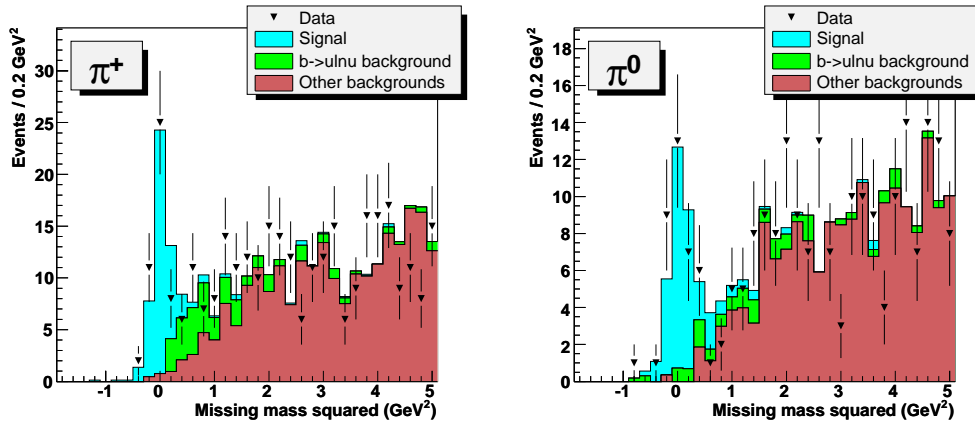 π⁺
Data
Signal
b->ulnu background
Other backgrounds
Events / 0.2 GeV²
30
25
20
15
10
5
0
-1 0 1 2 3 4 5
Missing mass squared (GeV²)
π⁰
Data
Signal
b->ulnu background
Other backgrounds
Events / 0.2 GeV²
18
16
14
12
10
8
6
4
2
0
-1 0 1 2 3 4 5
Missing mass squared (GeV²)